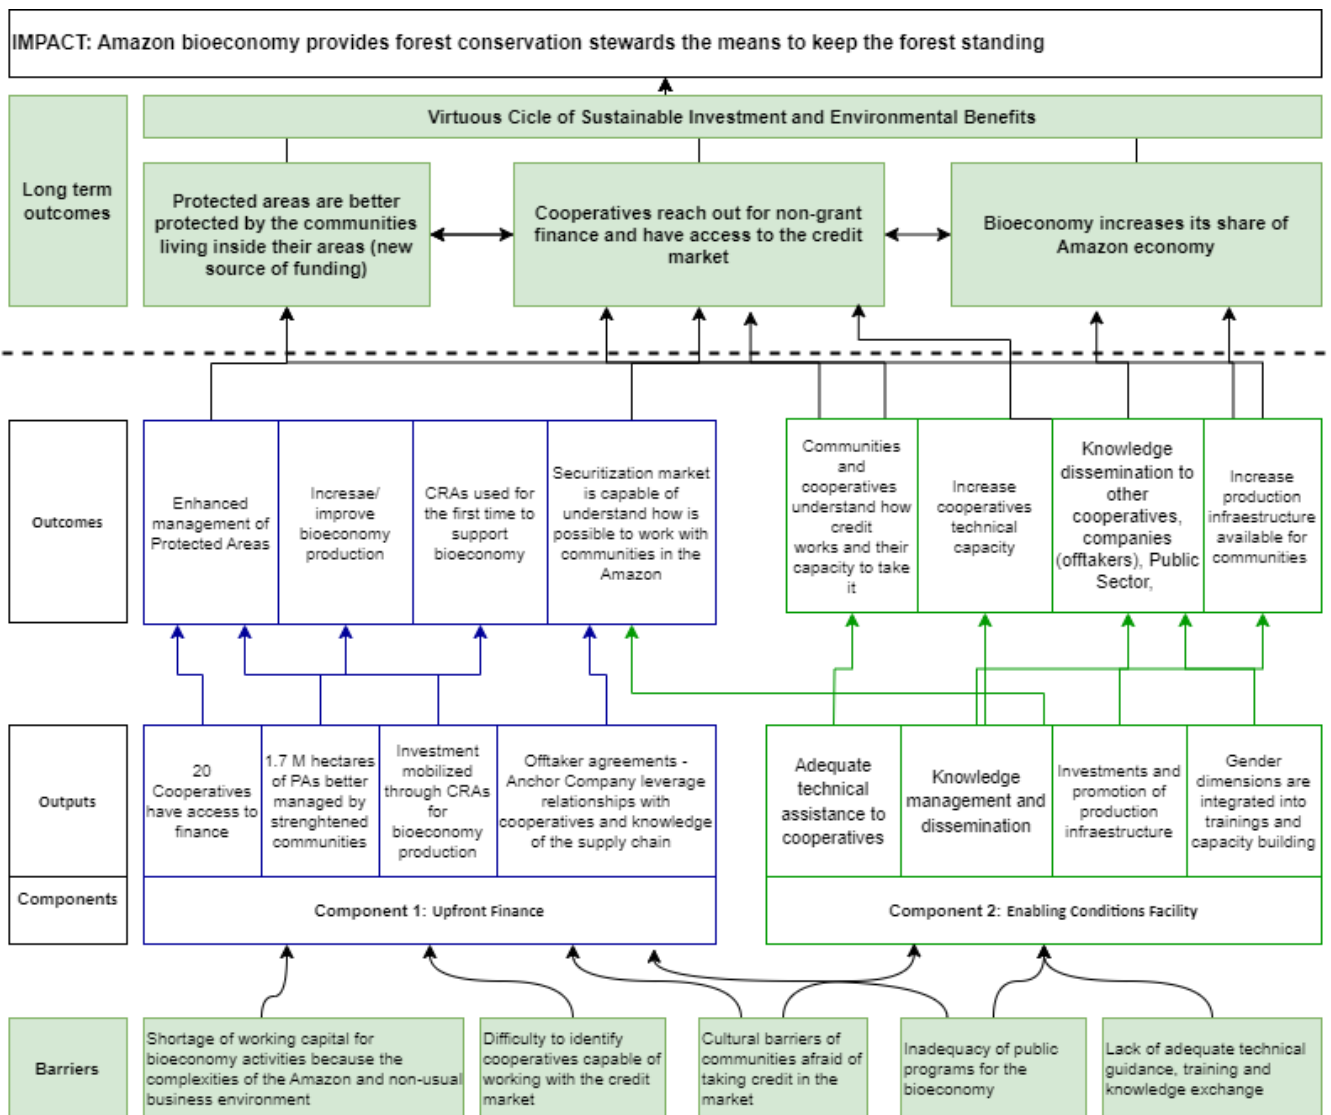 IMPACT: Amazon bioeconomy provides forest conservation stewards the means to keep the forest standing
Long term
outcomes
Virtuous Cicle of Sustainable Investment and Environmental Benefits
Protected areas are better
protected by the communities
living inside their areas (new
source of funding)
Cooperatives reach out for non-grant
finance and have access to the credit
market
Bioeconomy increases its share of
Amazon economy
Outcomes
Enhanced
management of
Protected Areas
Incresae/
improve
bioeconomy
production
CRAs used for
the first time to
support
bioeconomy
Securitization market
is capable of
understand how is
possible to work with
communities in the
Amazon
Communities
and
cooperatives
understand how
credit
works and their
capacity to take
it
Increase
cooperatives
technical
capacity
Knowledge
dissemination to
other
cooperatives,
companies
(offtakers), Public
Sector,
Increase
production
infraestructure
available for
communities
Outputs
20
Cooperatives
have access to
finance
1.7 M hectares
of PAs better
managed by
strenghtened
communities
Investment
mobilized
through CRAs
for
bioeconomy
production
Offtaker agreements -
Anchor Company leverage
relationships with
cooperatives and knowledge
of the supply chain
Adequate
technical
assistance to
cooperatives
Knowledge
management and
dissemination
Investments and
promotion of
production
infraestructure
Gender
dimensions are
integrated into
trainings and
capacity building
Components
Component 1: Upfront Finance
Component 2: Enabling Conditions Facility
Barriers
Shortage of working capital for
bioeconomy activities because the
complexities of the Amazon and non-usual
business environment
Difficulty to identify
cooperatives capable of
working with the credit
market
Cultural barriers of
communities afraid of
taking credit in the
market
Inadequacy of public
programs for the
bioeconomy
Lack of adequate technical
guidance, training and
knowledge exchange